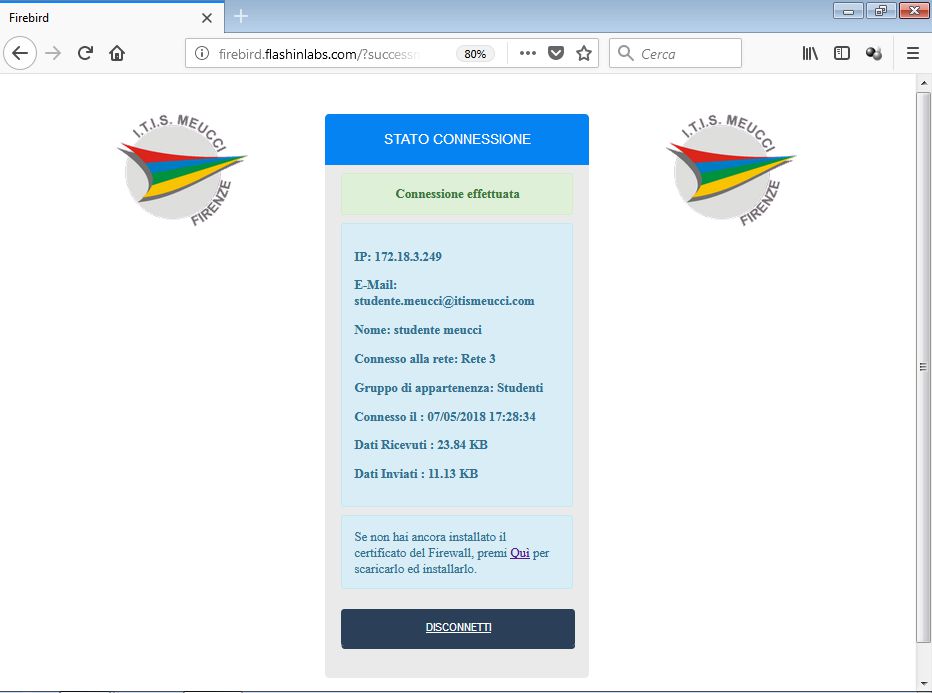 Firebird
firebird.flashinlabs.com/?success
80%
Cerca
I.T.I.S. MEUCCI
FIRENZE
STATO CONNESSIONE
I.T.I.S. MEUCCI
FIRENZE
Connessione effettuata
IP: 172.18.3.249
E-Mail:
studente.meucci@itismeucci.com
Nome: studente meucci
Connesso alla rete: Rete 3
Gruppo di appartenenza: Studenti
Connesso il : 07/05/2018 17:28:34
Dati Ricevuti : 23.84 KB
Dati Inviati : 11.13 KB
Se non hai ancora installato il
certificato del Firewall, premi Quì per
scaricarlo ed installarlo.
DISCONNETTI